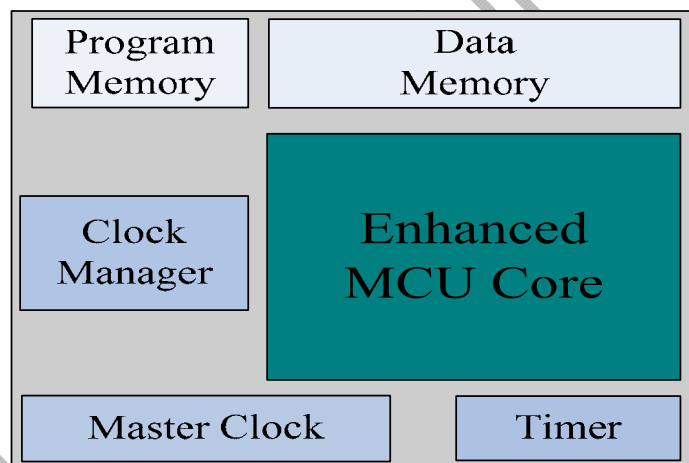 Program
Memory
Data
Memory
Clock
Manager
Enhanced
MCU Core
Master Clock
Timer